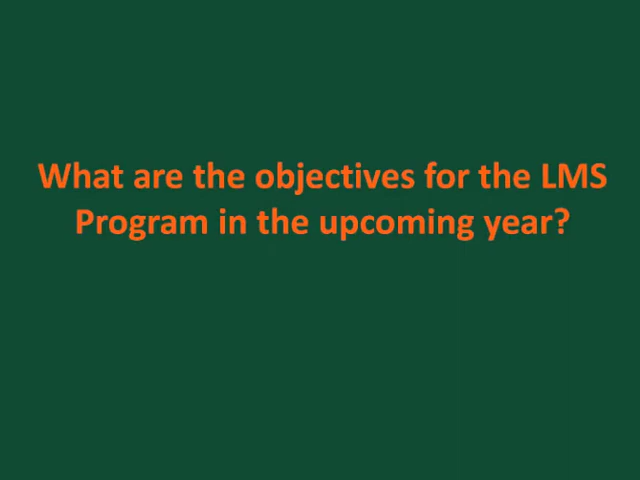 What are the objectives for the LMS
Program in the upcoming year?